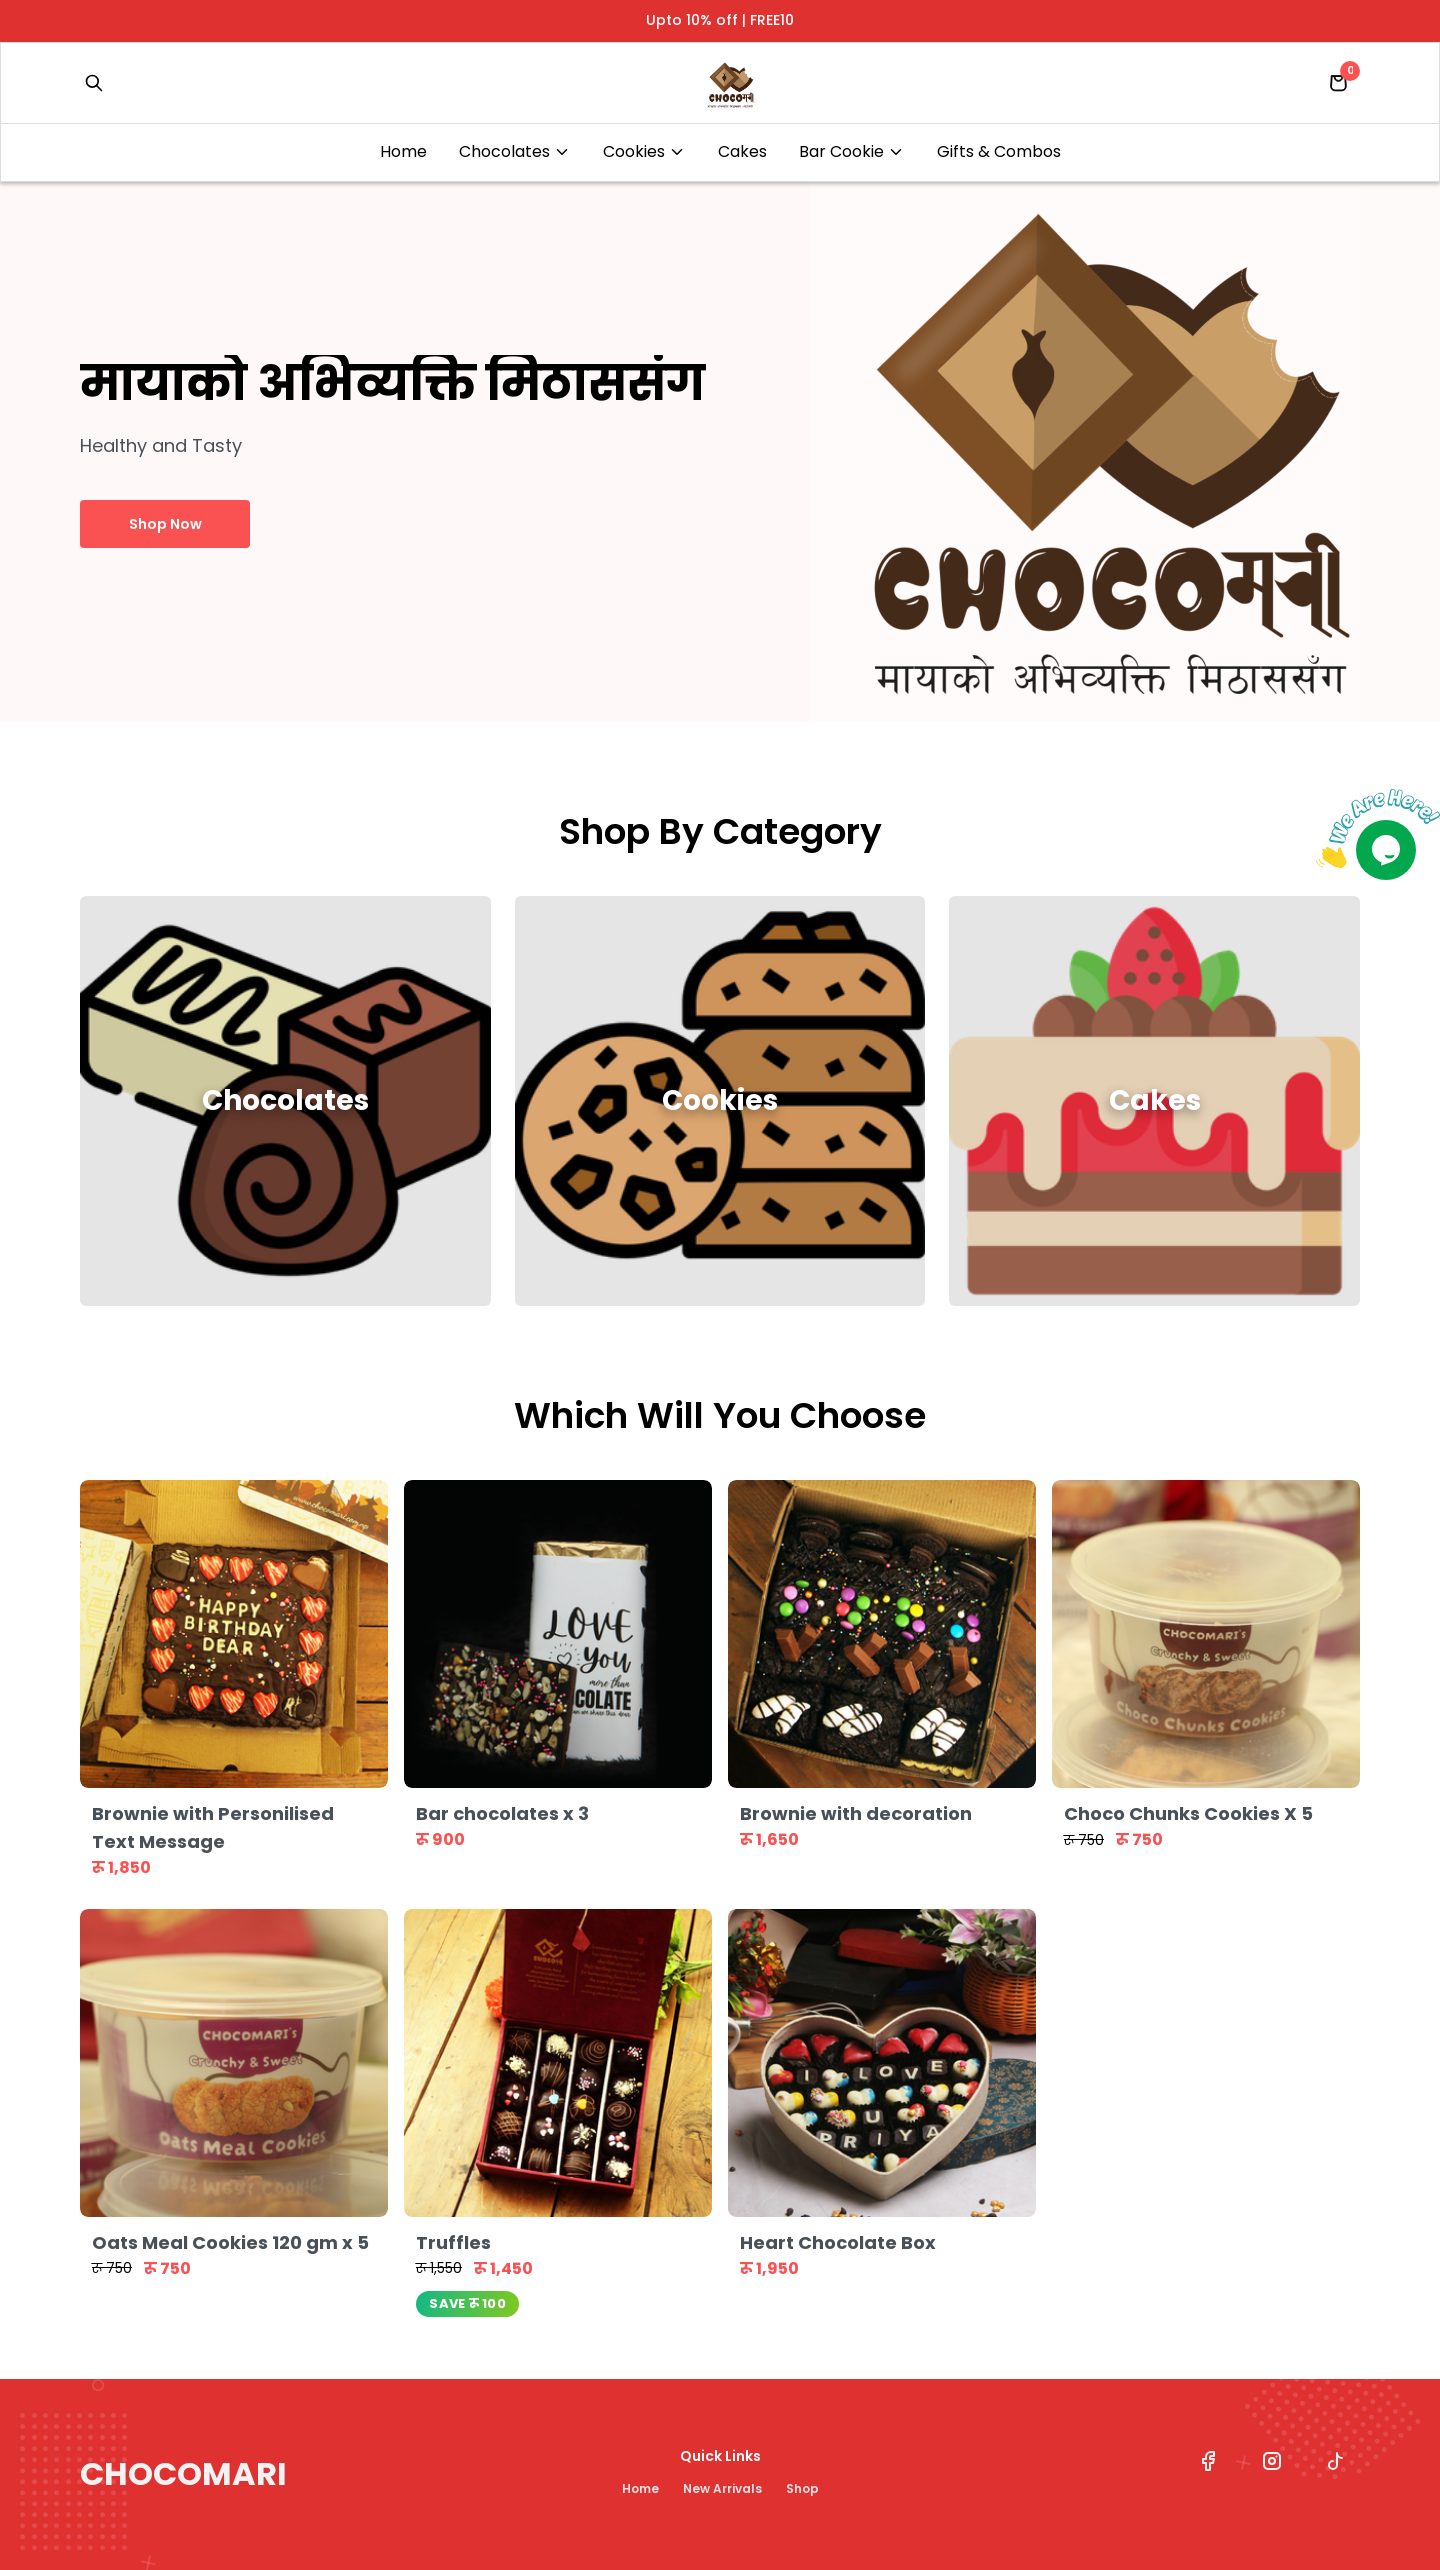 Upto 10% off | FREE10
0
CHOCOमरी
Home Chocolates Cookies Cakes Bar Cookie Gifts & Combos
मायाको अभिव्यक्ति मिठाससँग
Healthy and Tasty
Shop Now
CHOCOमरी
मायाको अभिव्यक्ति मिठाससँग
We Are Here!
Shop By Category
Chocolates Cookies Cakes
Which Will You Choose
HAPPY
BIRTHDAY
DEAR
LOVE
You
more than
COLATE
CHOCOMARI's
Crunchy & Sweet
Choco Chunks Cookies
Brownie with Personilised
Text Message
रू 1,850
Bar chocolates x 3
रू 900
Brownie with decoration
रू 1,650
Choco Chunks Cookies X 5
रू 750 रू 750
CHOCOMARI's
Crunchy & Sweet
Oats Meal Cookies
I LOVE
U
PRIYA
Oats Meal Cookies 120 gm x 5
रू 750 रू 750
Truffles
रू 1,550 रू 1,450
SAVE रू 100
Heart Chocolate Box
रू 1,950
CHOCOMARI
Quick Links
Home New Arrivals Shop